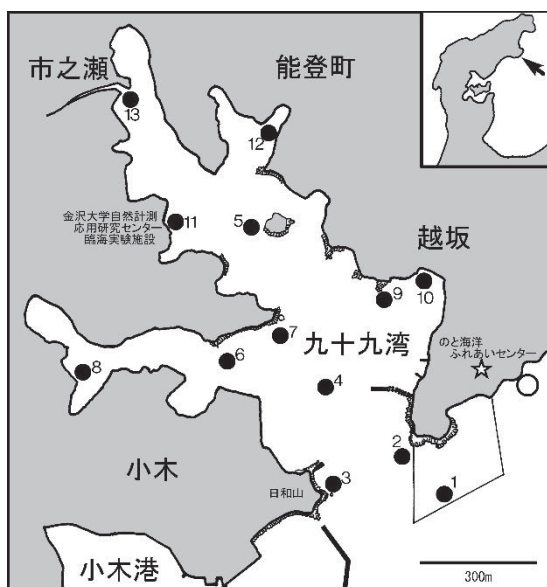 市之瀬
能登町
13
12
金沢大学自然計測
応用研究センター
臨海実験施設
11
5
越坂
9
10
7
九十九湾
のと海洋
ふれあいセンター
8
6
4
小木
2
日和山
3
1
小木港
300m